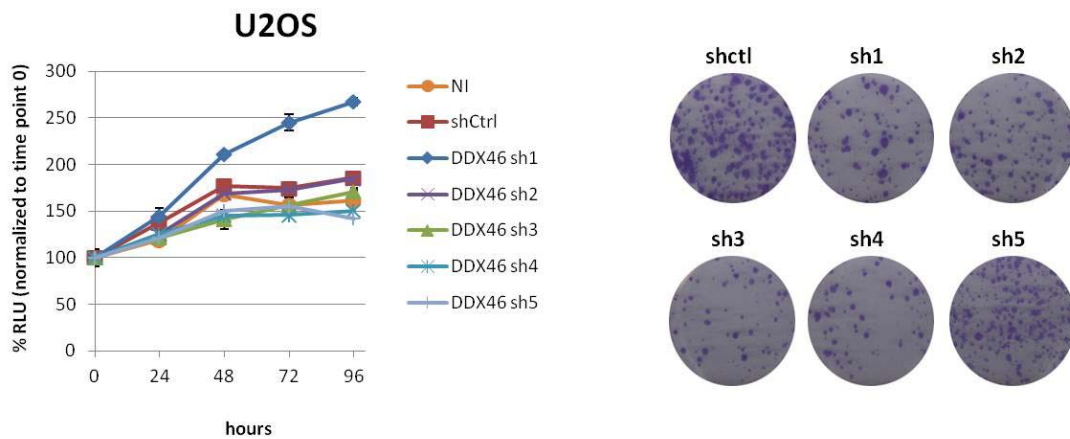 U2OS
% RLU (normalized to time point 0)
300
250
200
150
100
50
0
0 24 48 72 96
hours
NI
shCtrl
DDX46 sh1
DDX46 sh2
DDX46 sh3
DDX46 sh4
DDX46 sh5
shctl sh1 sh2
sh3 sh4 sh5